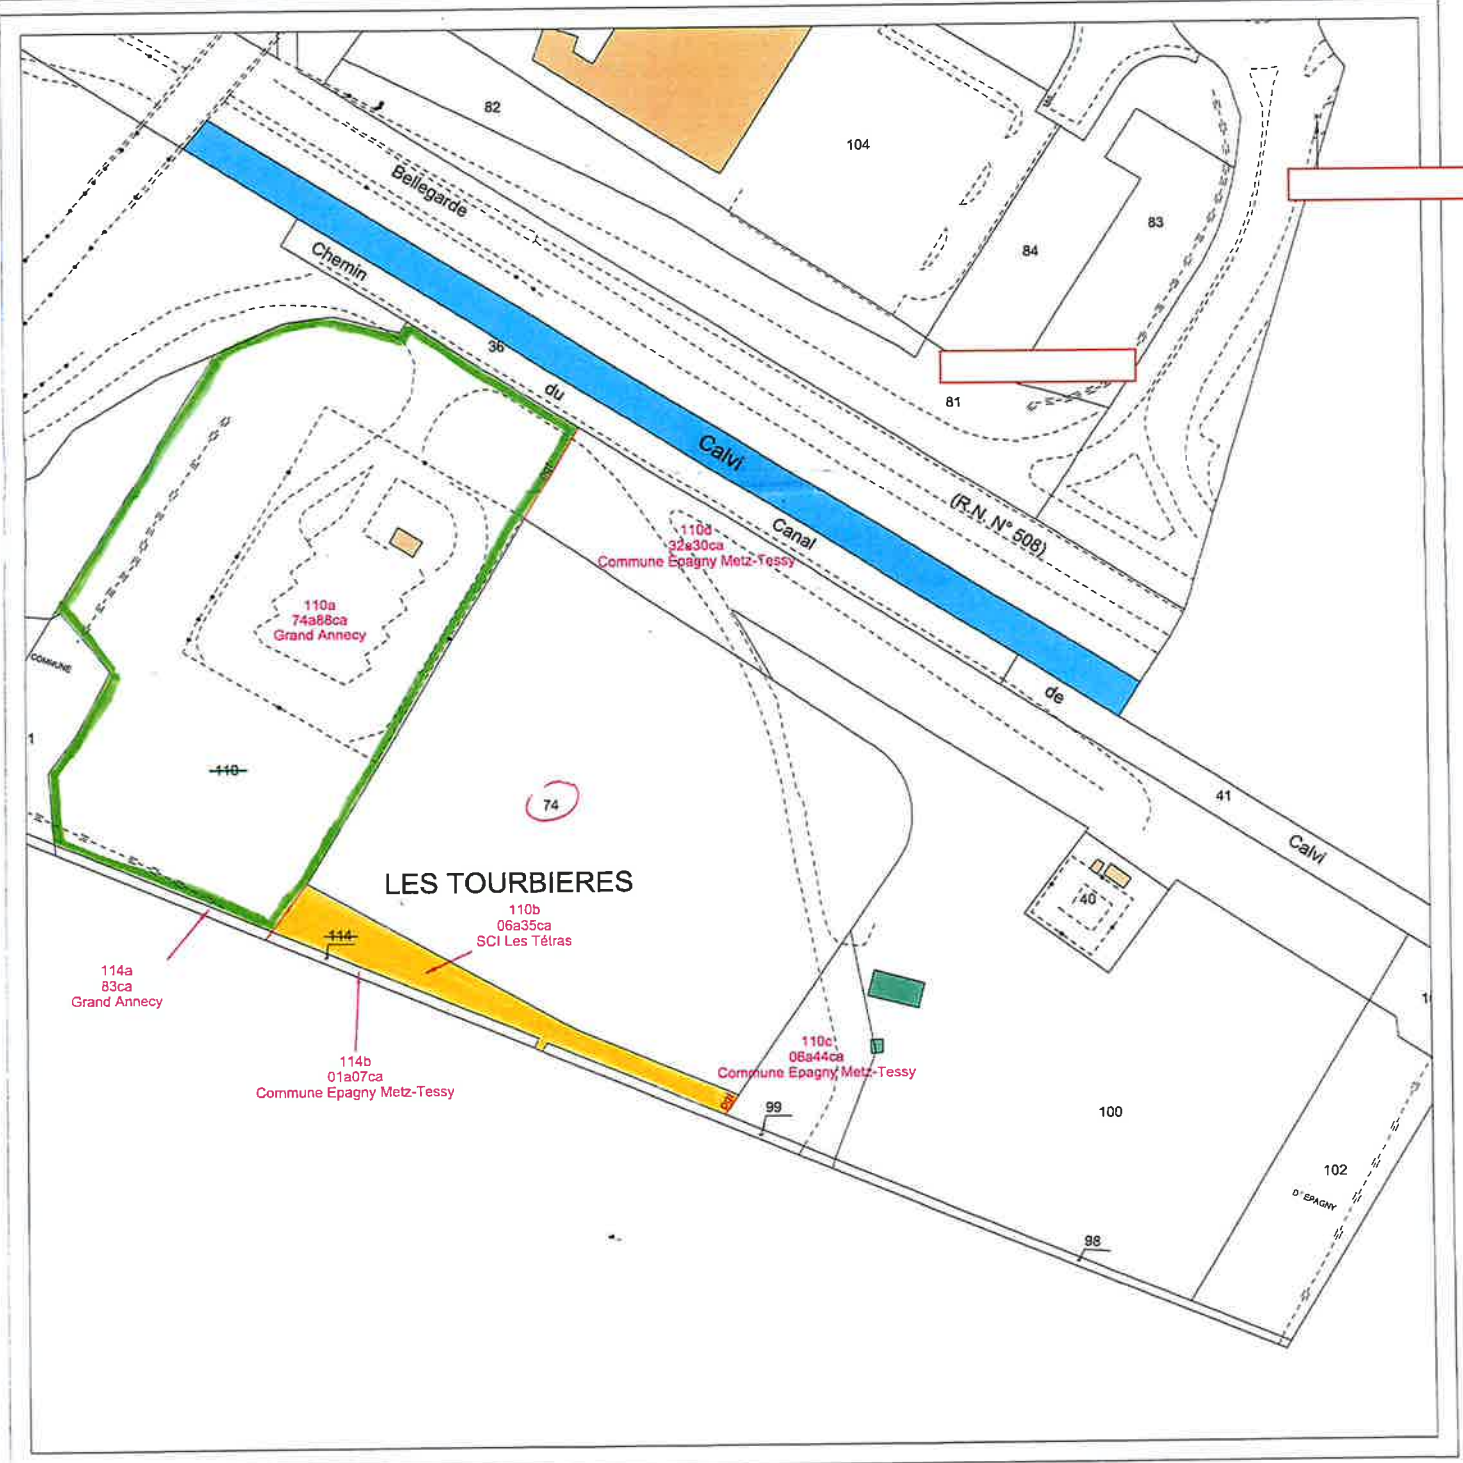 82
104
Bellegarde
83
84
Chemin
36
81
du
Calvi
(R.N. N° 508)
Canal
110d
32a30ca
Commune Epagny Metz-Tessy
110a
74a88ca
Grand Annecy
COMMUNE
de
1
110
41
74
Calvi
LES TOURBIERES
40
110b
06a35ca
SCI Les Tétras
114
114a
83ca
Grand Annecy
110c
06a44ca
Commune Epagny Metz-Tessy
114b
01a07ca
Commune Epagny Metz-Tessy
99
100
102
D'EPAGNY
98